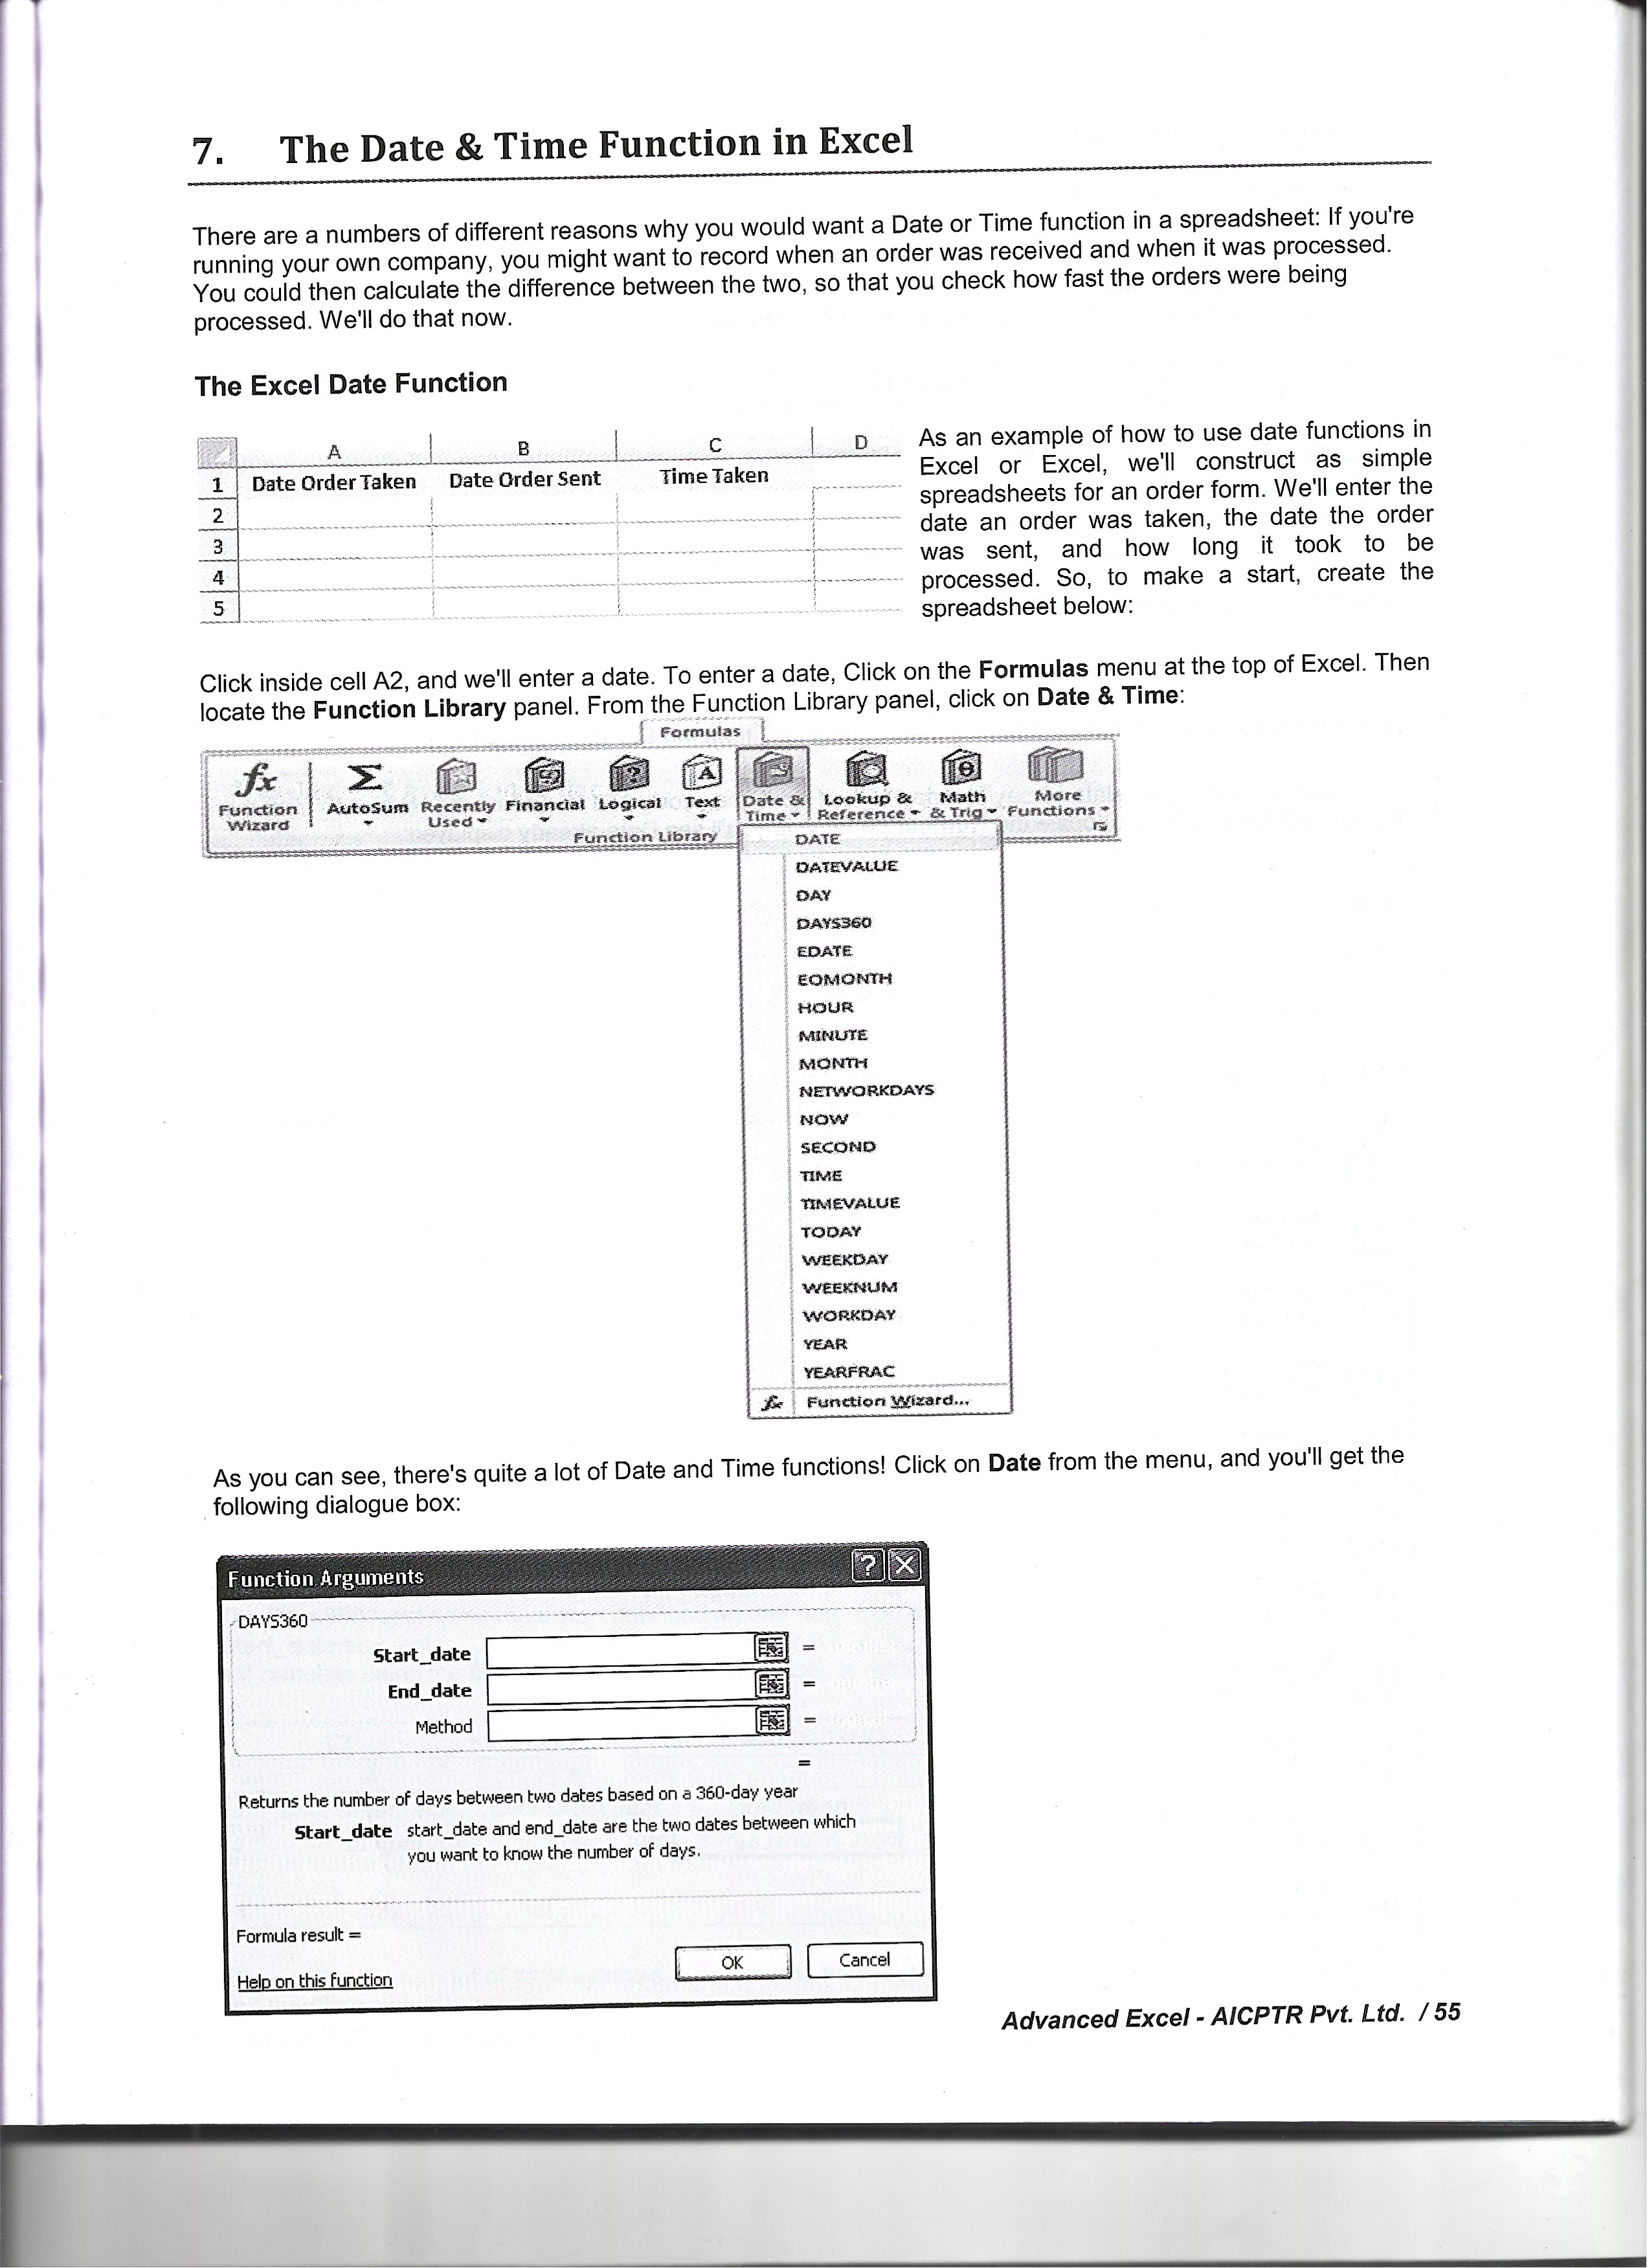 7. The Date & Time Function in Excel
There are a numbers of different reasons why you would want a Date or Time function in a spreadsheet: If you're
running your own company, you might want to record when an order was received and when it was processed.
You could then calculate the difference between the two, so that you check how fast the orders were being
processed. We'll do that now.
The Excel Date Function
A B C D
1 Date Order Taken Date Order Sent Time Taken
2
3
4
5
As an example of how to use date functions in
Excel or Excel, we'll construct as simple
spreadsheets for an order form. We'll enter the
date an order was taken, the date the order
was sent, and how long it took to be
processed. So, to make a start, create the
spreadsheet below:
Click inside cell A2, and we'll enter a date. To enter a date, Click on the Formulas menu at the top of Excel. Then
locate the Function Library panel. From the Function Library panel, click on Date & Time:
Formulas
fx Σ
Function AutoSum Recently Financial Logical Text Date & Lookup & Math More
Wizard Used Time Reference & Trig Functions
Function Library
DATE
DATEVALUE
DAY
DAYS360
EDATE
EOMONTH
HOUR
MINUTE
MONTH
NETWORKDAYS
NOW
SECOND
TIME
TIMEVALUE
TODAY
WEEKDAY
WEEKNUM
WORKDAY
YEAR
YEARFRAC
fx Function Wizard...
As you can see, there's quite a lot of Date and Time functions! Click on Date from the menu, and you'll get the
following dialogue box:
Function Arguments ? X
DAYS360
Start_date =
End_date =
Method =
=
Returns the number of days between two dates based on a 360-day year
Start_date start_date and end_date are the two dates between which
you want to know the number of days.
Formula result =
OK Cancel
Help on this function
Advanced Excel - AICPTR Pvt. Ltd. / 55